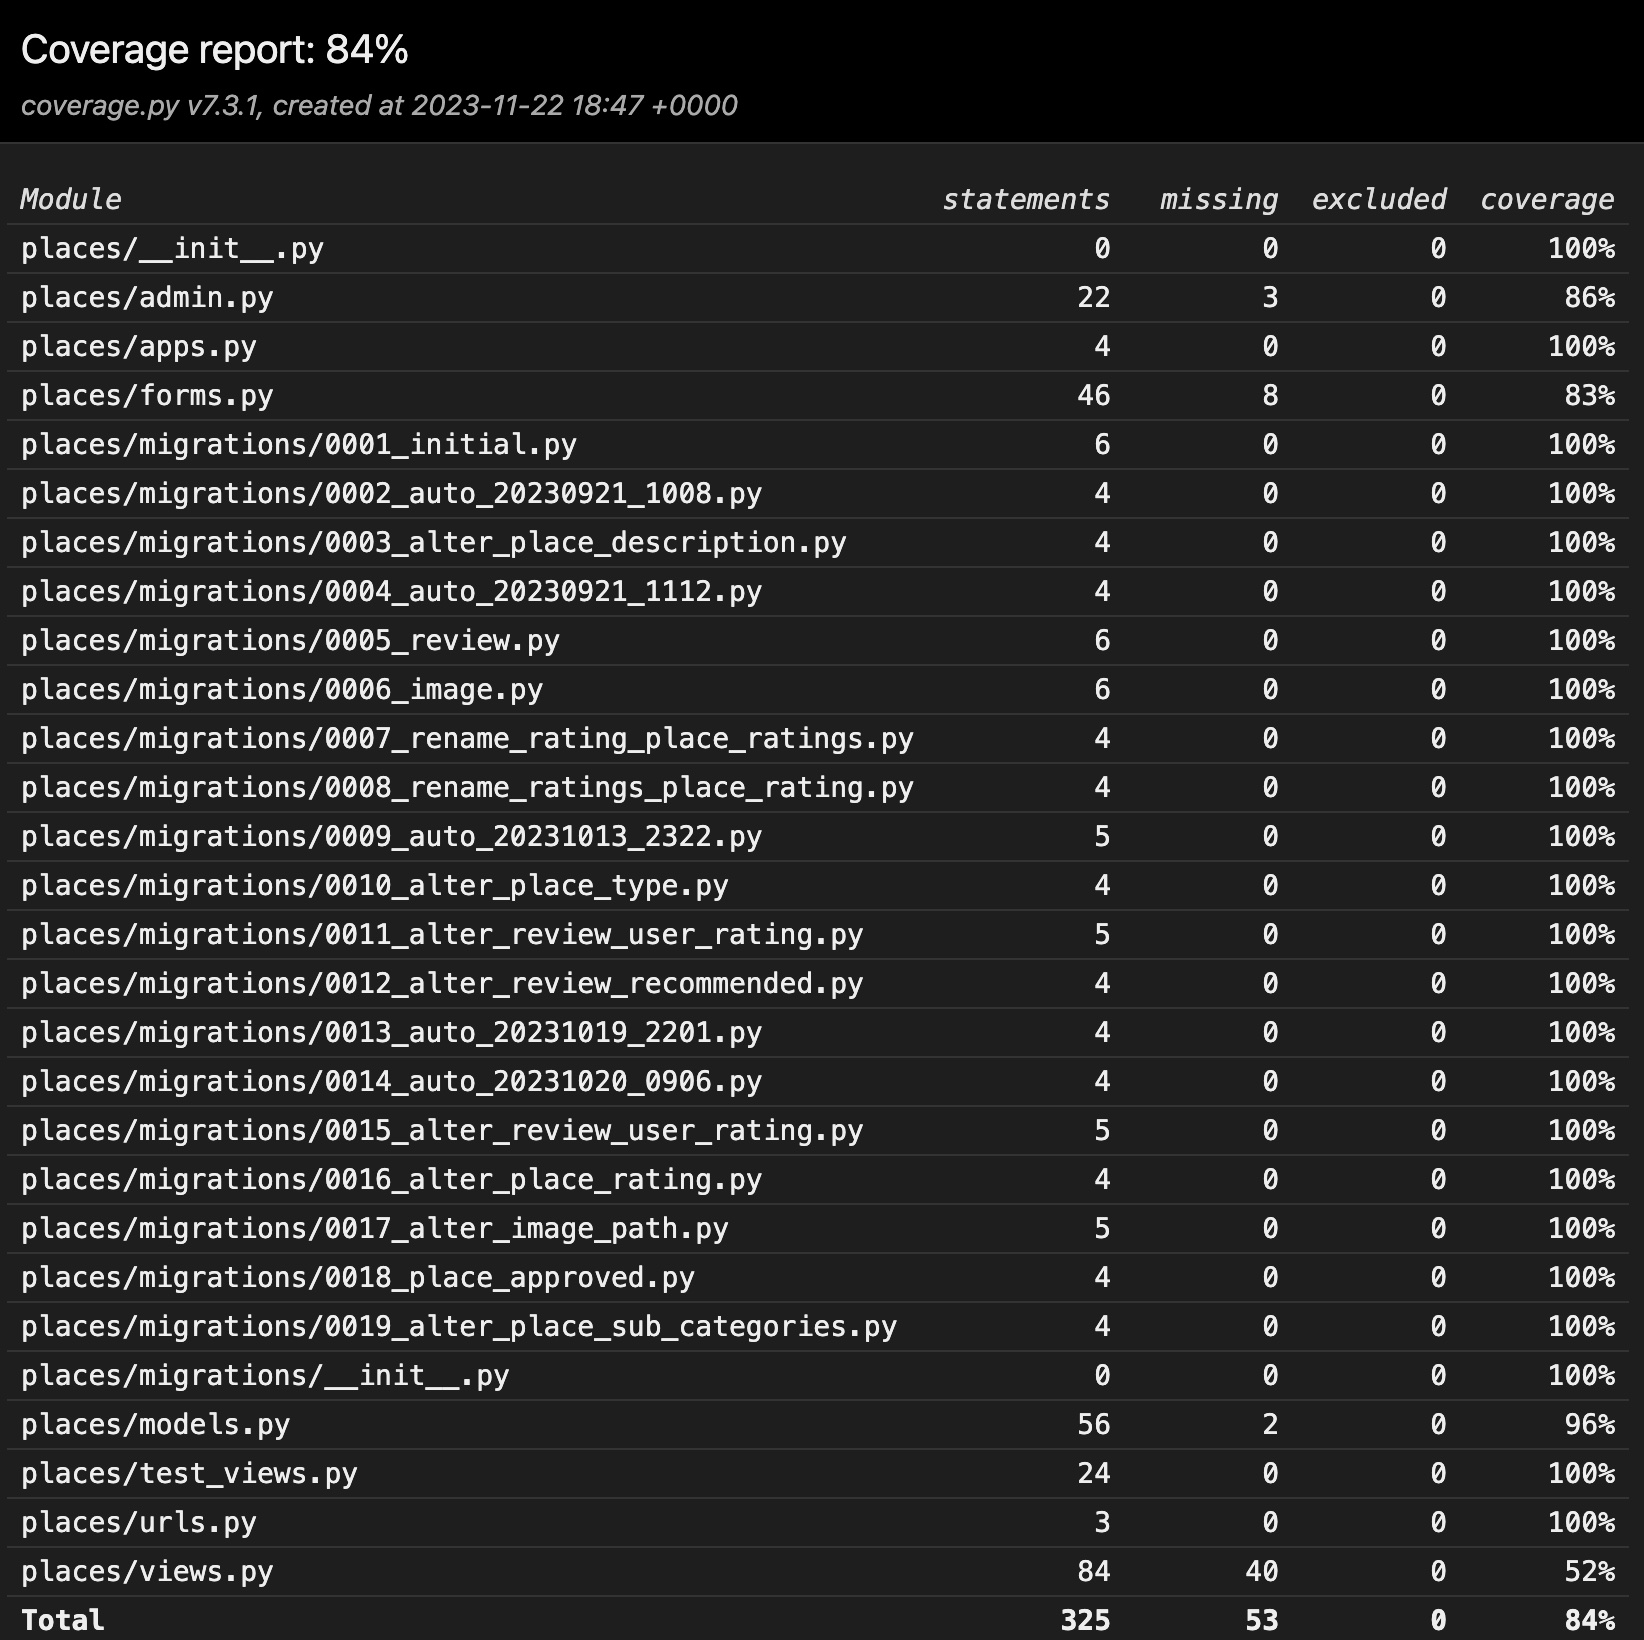 Coverage report: 84%
coverage.py v7.3.1, created at 2023-11-22 18:47 +0000
Module statements missing excluded coverage
places/__init__.py 0 0 0 100%
places/admin.py 22 3 0 86%
places/apps.py 4 0 0 100%
places/forms.py 46 8 0 83%
places/migrations/0001_initial.py 6 0 0 100%
places/migrations/0002_auto_20230921_1008.py 4 0 0 100%
places/migrations/0003_alter_place_description.py 4 0 0 100%
places/migrations/0004_auto_20230921_1112.py 4 0 0 100%
places/migrations/0005_review.py 6 0 0 100%
places/migrations/0006_image.py 6 0 0 100%
places/migrations/0007_rename_rating_place_ratings.py 4 0 0 100%
places/migrations/0008_rename_ratings_place_rating.py 4 0 0 100%
places/migrations/0009_auto_20231013_2322.py 5 0 0 100%
places/migrations/0010_alter_place_type.py 4 0 0 100%
places/migrations/0011_alter_review_user_rating.py 5 0 0 100%
places/migrations/0012_alter_review_recommended.py 4 0 0 100%
places/migrations/0013_auto_20231019_2201.py 4 0 0 100%
places/migrations/0014_auto_20231020_0906.py 4 0 0 100%
places/migrations/0015_alter_review_user_rating.py 5 0 0 100%
places/migrations/0016_alter_place_rating.py 4 0 0 100%
places/migrations/0017_alter_image_path.py 5 0 0 100%
places/migrations/0018_place_approved.py 4 0 0 100%
places/migrations/0019_alter_place_sub_categories.py 4 0 0 100%
places/migrations/__init__.py 0 0 0 100%
places/models.py 56 2 0 96%
places/test_views.py 24 0 0 100%
places/urls.py 3 0 0 100%
places/views.py 84 40 0 52%
Total 325 53 0 84%